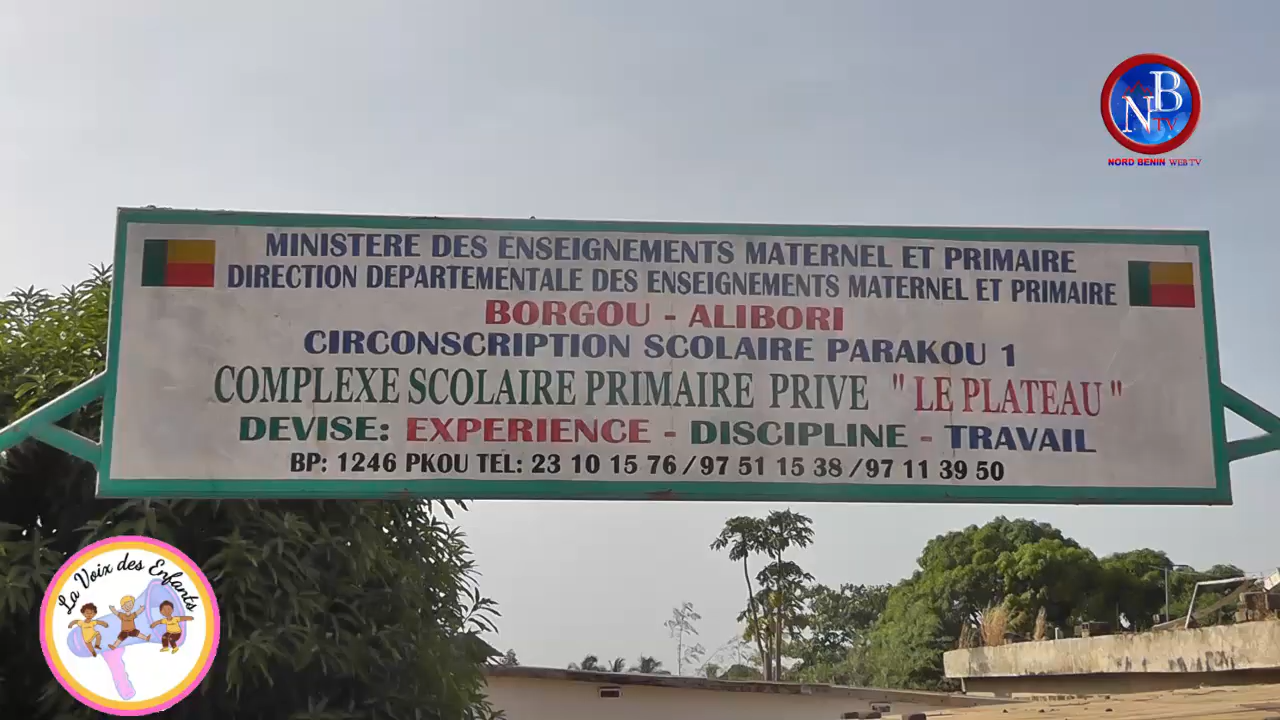 NB
TV
NORD BENIN WEB TV
MINISTERE DES ENSEIGNEMENTS MATERNEL ET PRIMAIRE
DIRECTION DEPARTEMENTALE DES ENSEIGNEMENTS MATERNEL ET PRIMAIRE
BORGOU - ALIBORI
CIRCONSCRIPTION SCOLAIRE PARAKOU 1
COMPLEXE SCOLAIRE PRIMAIRE PRIVE " LE PLATEAU "
DEVISE: EXPERIENCE - DISCIPLINE - TRAVAIL
BP: 1246 PKOU TEL: 23 10 15 76 / 97 51 15 38 / 97 11 39 50
La Voix des Enfants